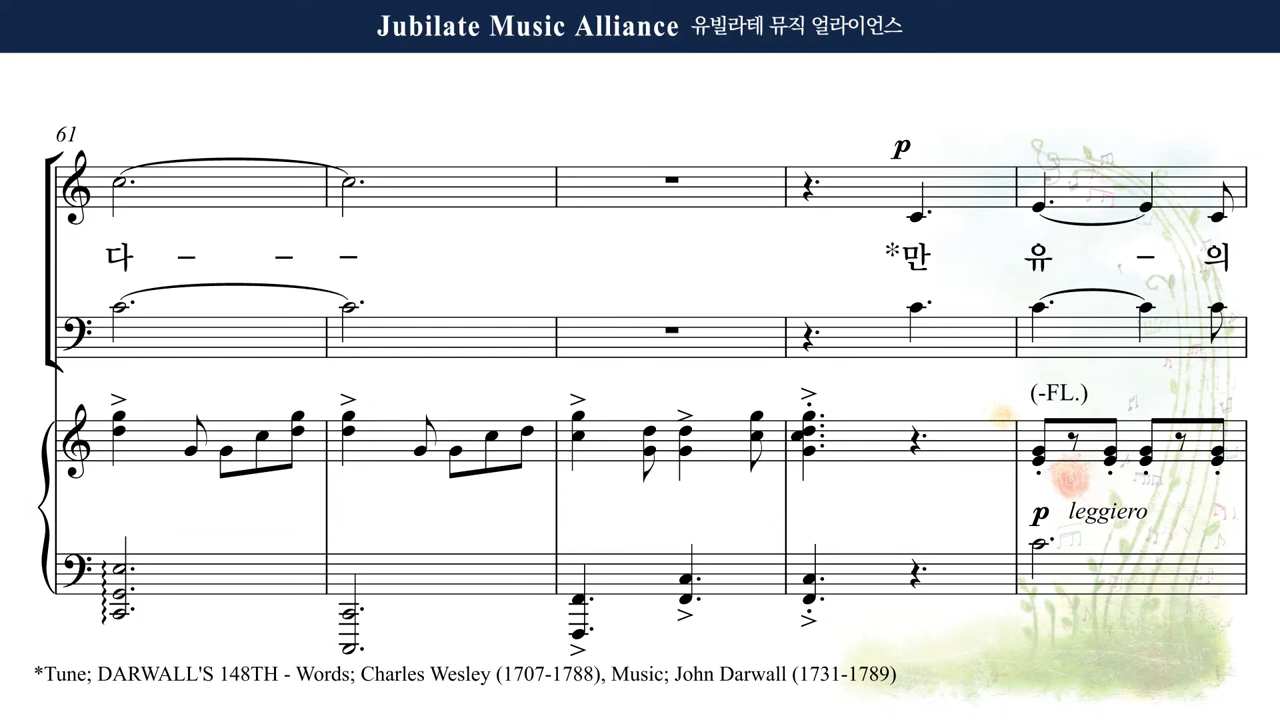 Jubilate Music Alliance 유빌라테 뮤직 얼라이언스
61
p
다 - - - *만 유 - 의
(-FL.)
p leggiero
*Tune; DARWALL'S 148TH - Words; Charles Wesley (1707-1788), Music; John Darwall (1731-1789)